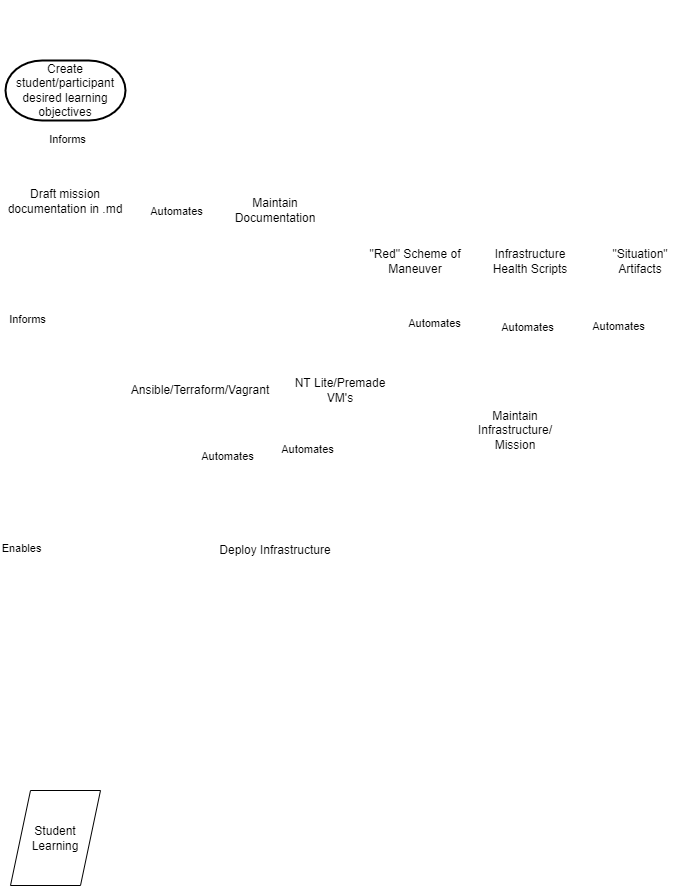 Create
student/participant
desired learning
objectives
Informs
Draft mission
documentation in .md
Automates
Maintain
Documentation
"Red" Scheme of
Maneuver
Infrastructure
Health Scripts
"Situation"
Artifacts
Informs
Automates
Automates
Automates
Ansible/Terraform/Vagrant
NT Lite/Premade
VM's
Maintain
Infrastructure/
Mission
Automates
Automates
Enables
Deploy Infrastructure
Student
Learning